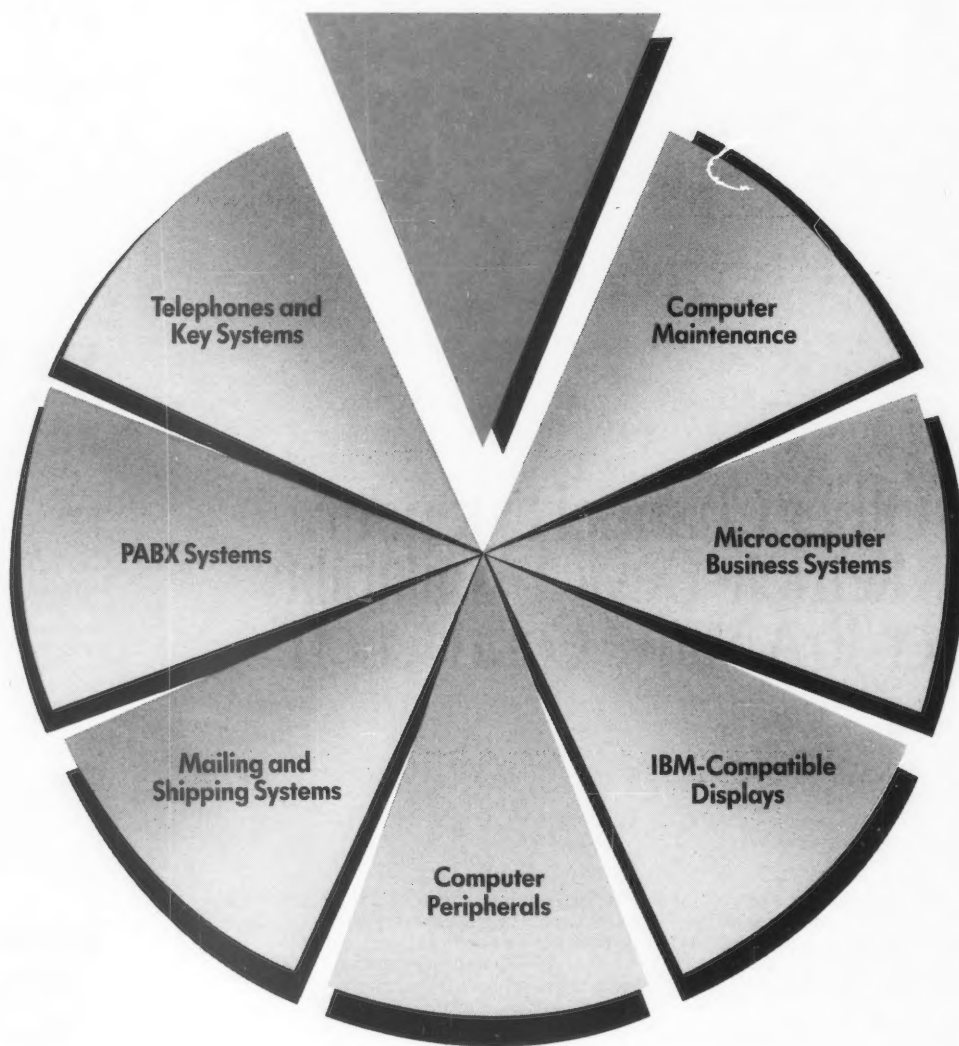 Telephones and
Key Systems
Computer
Maintenance
PABX Systems
Microcomputer
Business Systems
Mailing and
Shipping Systems
IBM-Compatible
Displays
Computer
Peripherals